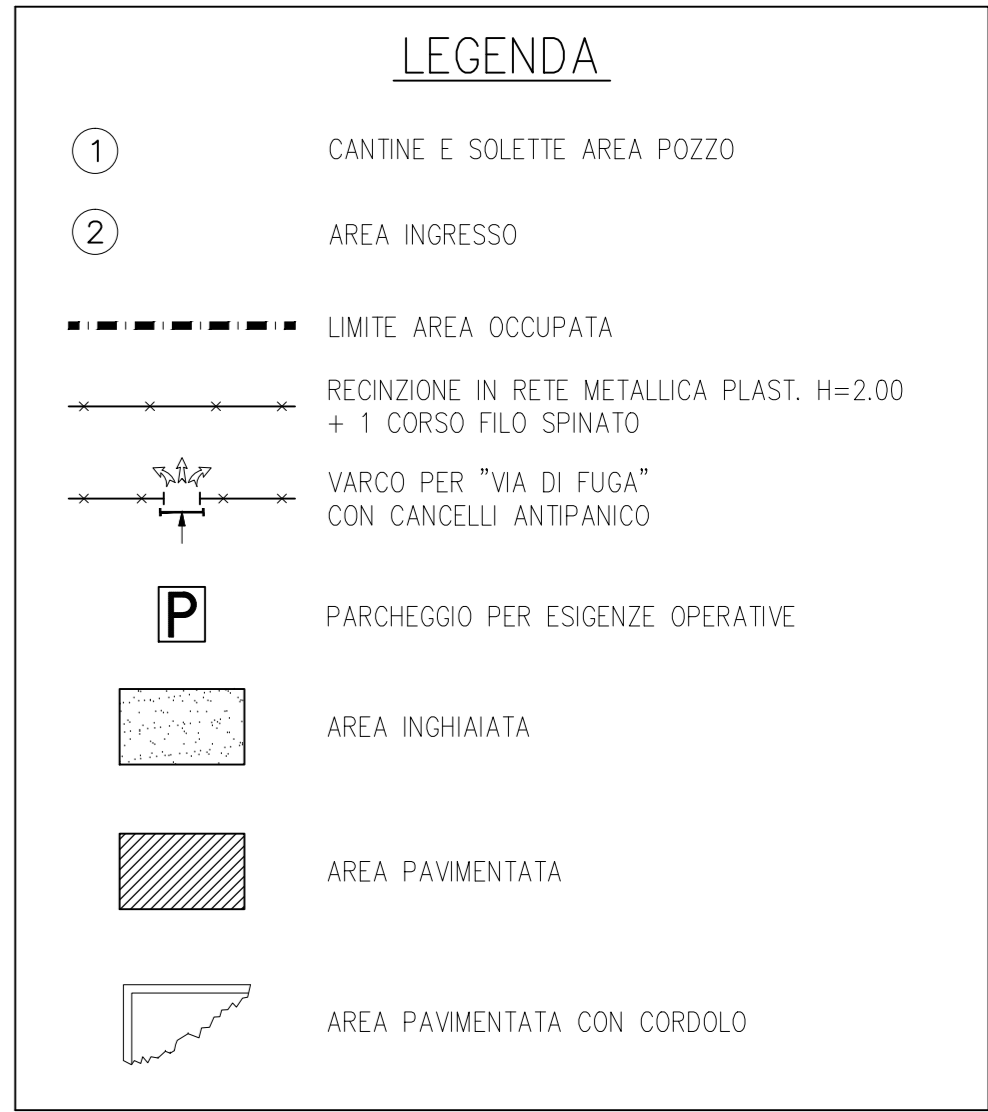 LEGENDA
1 CANTINE E SOLETTE AREA POZZO
2 AREA INGRESSO
LIMITE AREA OCCUPATA
RECINZIONE IN RETE METALLICA PLAST. H=2.00
+ 1 CORSO FILO SPINATO
VARCO PER "VIA DI FUGA"
CON CANCELLI ANTIPANICO
P PARCHEGGIO PER ESIGENZE OPERATIVE
AREA INGHIAIATA
AREA PAVIMENTATA
AREA PAVIMENTATA CON CORDOLO